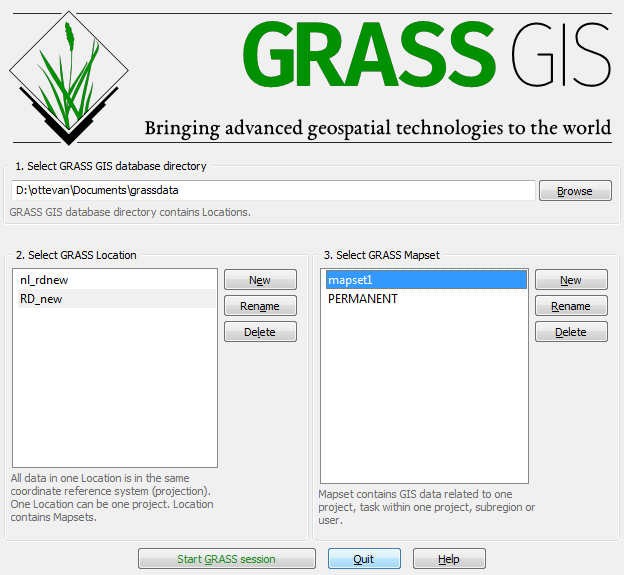 GRASS GIS
Bringing advanced geospatial technologies to the world
1. Select GRASS GIS database directory
D:\ottevan\Documents\grassdata
Browse
GRASS GIS database directory contains Locations.
2. Select GRASS Location
nl_rdnew
RD_new
New
Rename
Delete
All data in one Location is in the same
coordinate reference system (projection).
One Location can be one project. Location
contains Mapsets.
3. Select GRASS Mapset
mapset1
PERMANENT
New
Rename
Delete
Mapset contains GIS data related to one
project, task within one project, subregion or
user.
Start GRASS session
Quit
Help